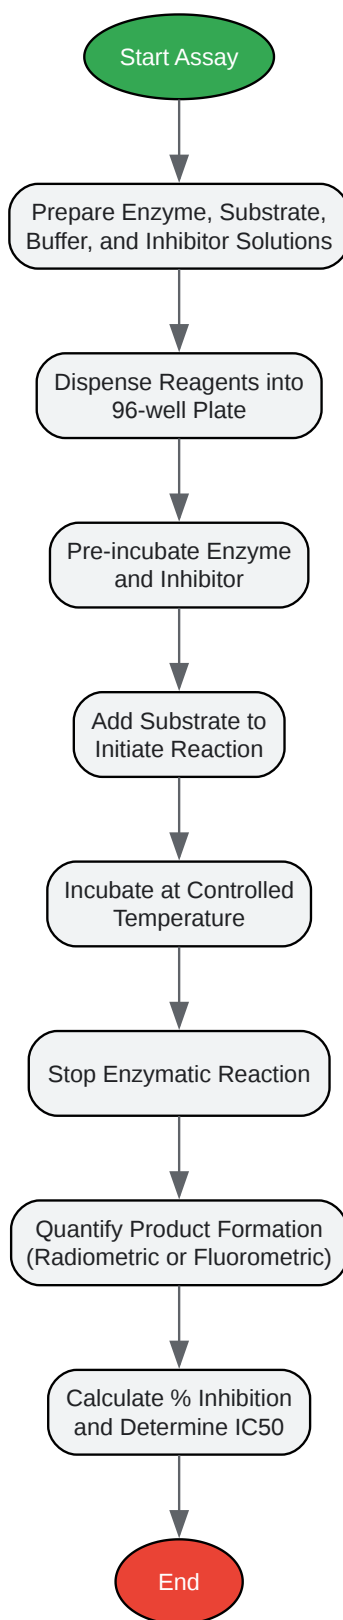 Start Assay
Prepare Enzyme, Substrate,
Buffer, and Inhibitor Solutions
Dispense Reagents into
96-well Plate
Pre-incubate Enzyme
and Inhibitor
Add Substrate to
Initiate Reaction
Incubate at Controlled
Temperature
Stop Enzymatic Reaction
Quantify Product Formation
(Radiometric or Fluorometric)
Calculate % Inhibition
and Determine IC50
End